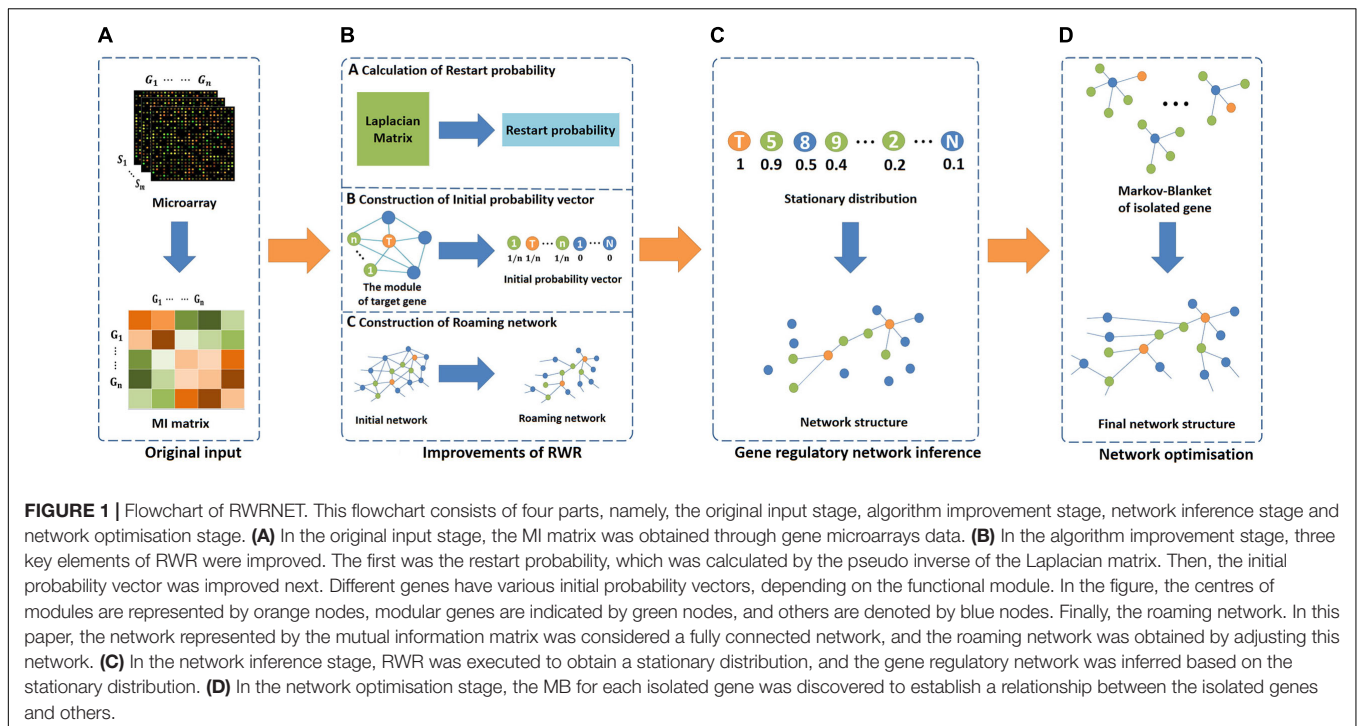 A
B
C
D
G1 ... ... Gn
S1
...
Sm
Microarray
G1 ... ... Gn
G1
...
Gn
MI matrix
Original input
A Calculation of Restart probability
Laplacian
Matrix
Restart probability
B Construction of Initial probability vector
n
T
1
The module
of target gene
1 T ... n 1 ... N
1/n 1/n 1/n 0 0
Initial probability vector
C Construction of Roaming network
Initial network
Roaming network
Improvements of RWR
T 5 8 9 ... 2 ... N
1 0.9 0.5 0.4 0.2 0.1
Stationary distribution
Network structure
Gene regulatory network inference
...
Markov-Blanket
of isolated gene
Final network structure
Network optimisation
FIGURE 1 | Flowchart of RWRNET. This flowchart consists of four parts, namely, the original input stage, algorithm improvement stage, network inference stage and
network optimisation stage. (A) In the original input stage, the MI matrix was obtained through gene microarrays data. (B) In the algorithm improvement stage, three
key elements of RWR were improved. The first was the restart probability, which was calculated by the pseudo inverse of the Laplacian matrix. Then, the initial
probability vector was improved next. Different genes have various initial probability vectors, depending on the functional module. In the figure, the centres of
modules are represented by orange nodes, modular genes are indicated by green nodes, and others are denoted by blue nodes. Finally, the roaming network. In this
paper, the network represented by the mutual information matrix was considered a fully connected network, and the roaming network was obtained by adjusting this
network. (C) In the network inference stage, RWR was executed to obtain a stationary distribution, and the gene regulatory network was inferred based on the
stationary distribution. (D) In the network optimisation stage, the MB for each isolated gene was discovered to establish a relationship between the isolated genes
and others.